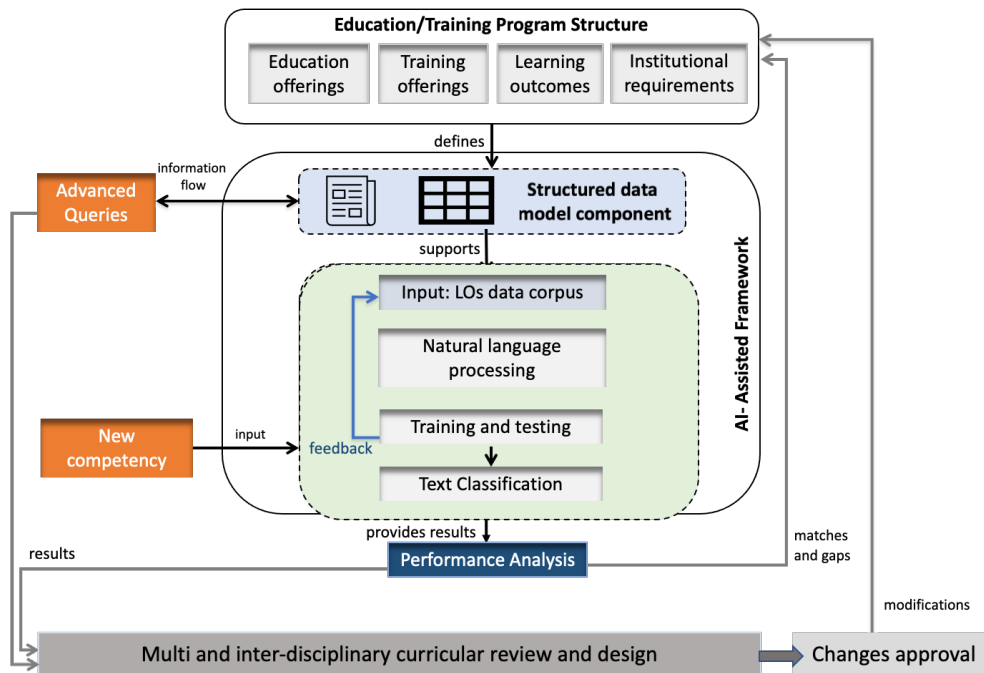 Education/Training Program Structure
Education
offerings
Training
offerings
Learning
outcomes
Institutional
requirements
defines
information
flow
Advanced
Queries
Structured data
model component
supports
Input: LOs data corpus
Natural language
processing
AI- Assisted Framework
Training and testing
New
competency
input
feedback
Text Classification
provides results
results
Performance Analysis
matches
and gaps
modifications
Multi and inter-disciplinary curricular review and design
Changes approval